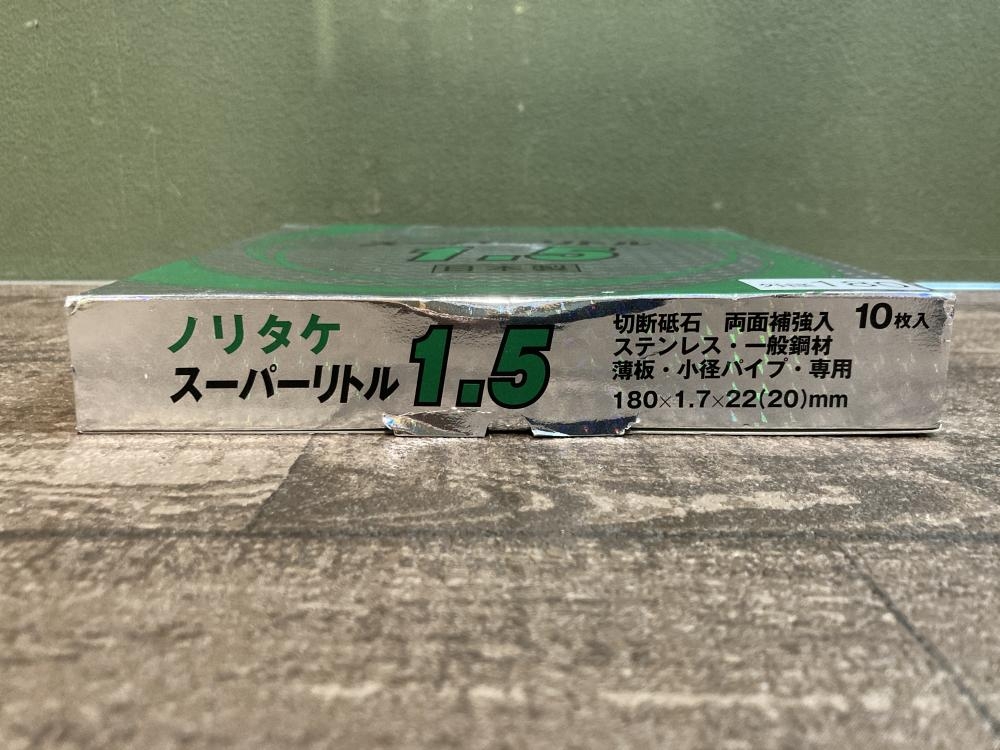 1.5
日本製
ノリタケ
スーパーリトル 1.5
切断砥石 両面補強入 10枚入
ステンレス・一般鋼材
薄板・小径パイプ・専用
180×1.7×22(20)mm